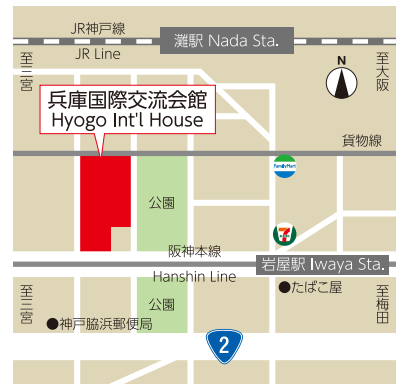 JR神戸線
JR Line
灘駅 Nada Sta.
至三宮
至大阪
N
兵庫国際交流会館
Hyogo Int'l House
貨物線
FamilyMart
公園
7
阪神本線
Hanshin Line
岩屋駅 Iwaya Sta.
至三宮
公園
●たばこ屋
至梅田
●神戸脇浜郵便局
2